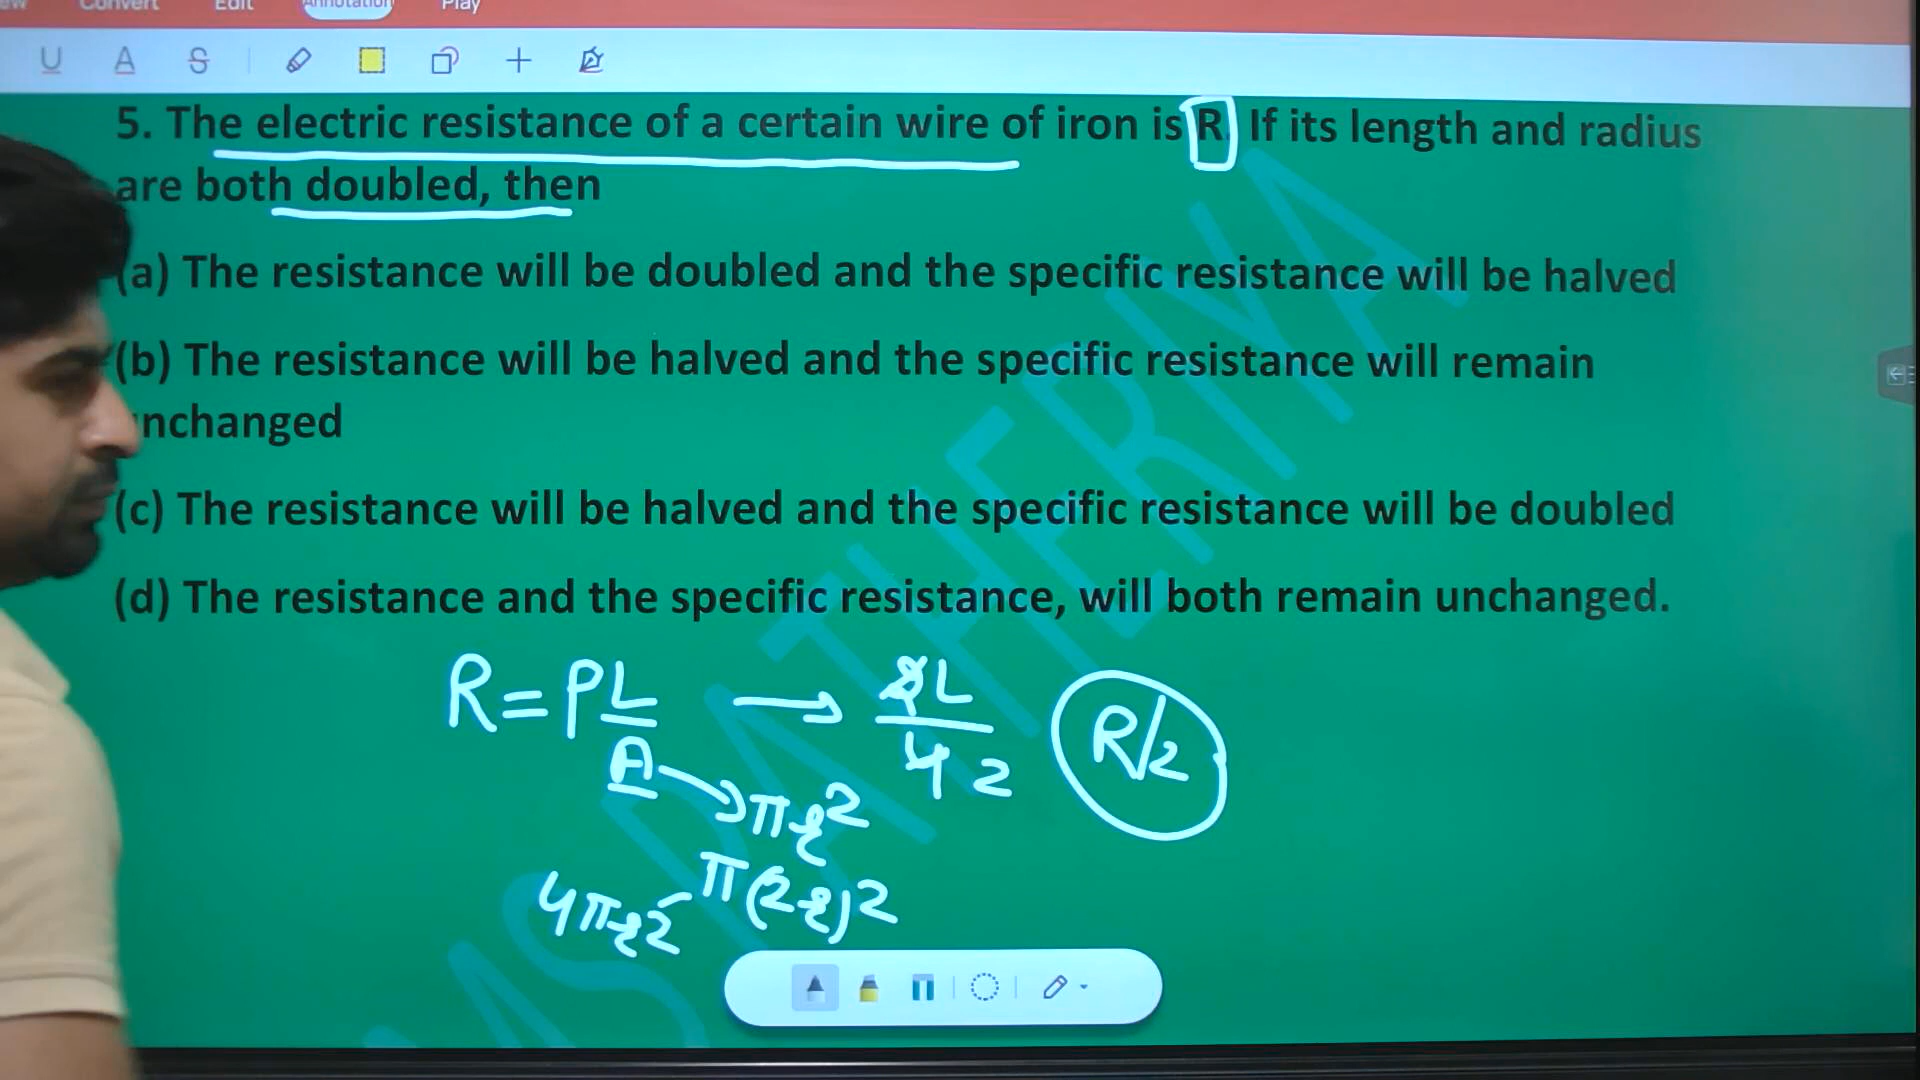 Convert Edit Annotation Play
U A S
5. The electric resistance of a certain wire of iron is R. If its length and radius
are both doubled, then
(a) The resistance will be doubled and the specific resistance will be halved
(b) The resistance will be halved and the specific resistance will remain
unchanged
(c) The resistance will be halved and the specific resistance will be doubled
(d) The resistance and the specific resistance, will both remain unchanged.
R = ρL/A → 2L/4 2 R/2
πr²
π(2r)²
4πr²